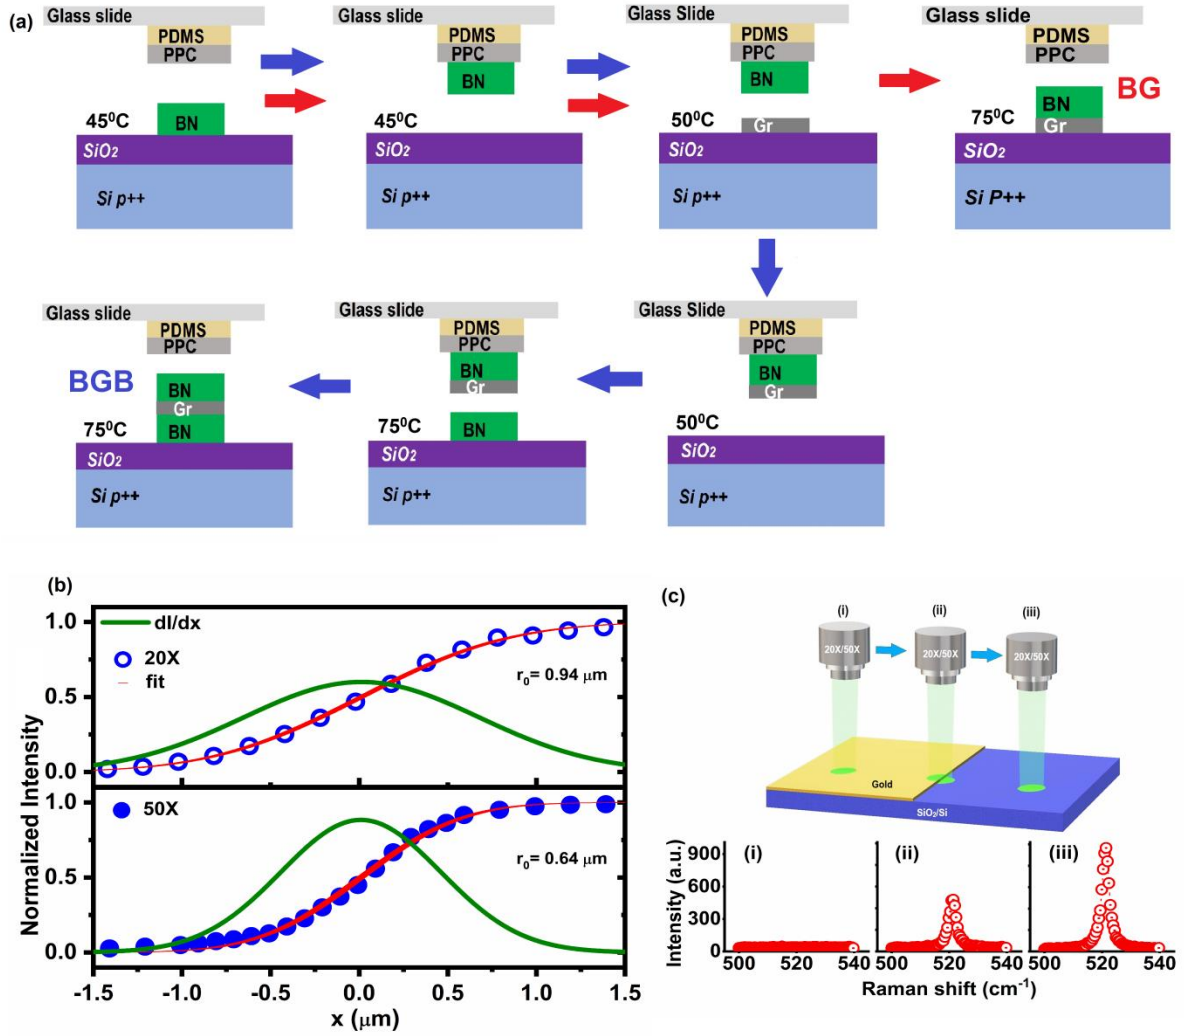 (a)
Glass slide
PDMS
PPC
45⁰C
BN
SiO₂
Si p++
Glass slide
PDMS
PPC
BN
45⁰C
SiO₂
Si p++
Glass Slide
PDMS
PPC
BN
50⁰C
Gr
SiO₂
Si p++
Glass slide
PDMS
PPC
BG
BN
75⁰C
Gr
SiO₂
Si P++
Glass slide
PDMS
PPC
BGB
BN
Gr
75⁰C
BN
SiO₂
Si p++
Glass slide
PDMS
PPC
BN
Gr
75⁰C
BN
SiO₂
Si p++
Glass Slide
PDMS
PPC
BN
Gr
50⁰C
SiO₂
Si p++
(b)
Normalized Intensity
1.0
0.5
0.0
dI/dx
20X
fit
r₀= 0.94 μm
1.0
0.5
0.0
50X
r₀= 0.64 μm
-1.5 -1.0 -0.5 0.0 0.5 1.0 1.5
x (μm)
(c)
(i) (ii) (iii)
20X/50X 20X/50X 20X/50X
Gold
SiO₂/Si
Intensity (a.u.)
900
600
300
0
(i) (ii) (iii)
500 520 540 500 520 540 500 520 540
Raman shift (cm⁻¹)